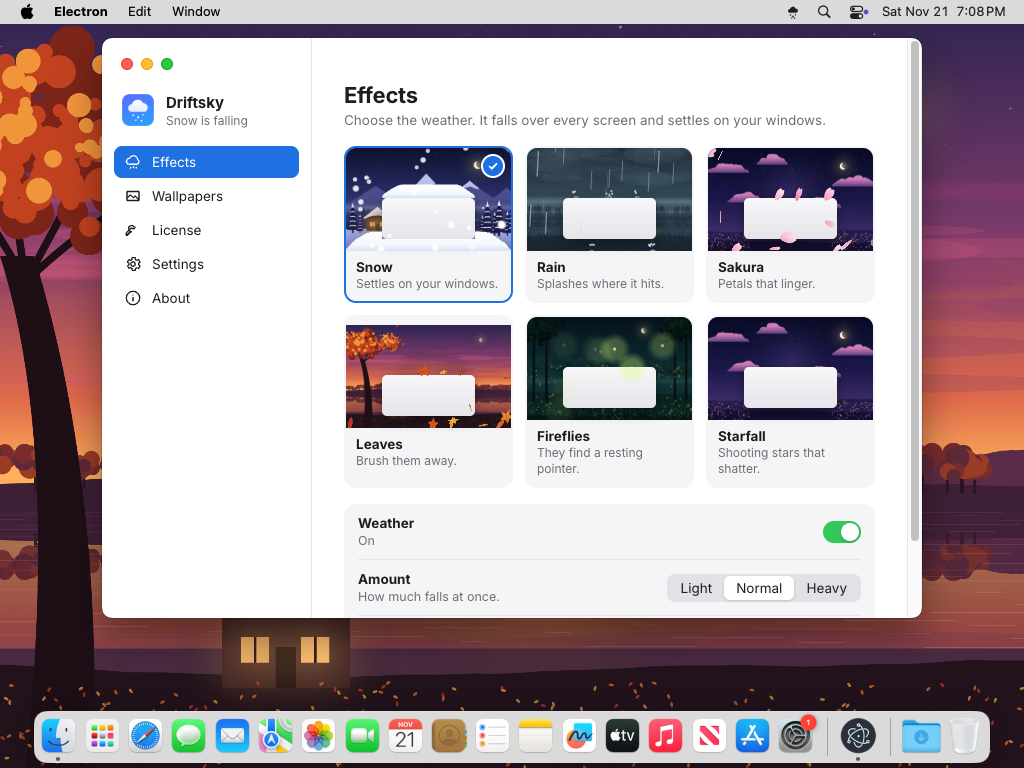 Electron Edit Window
Sat Nov 21 7:08 PM
Driftsky
Snow is falling
Effects
Wallpapers
License
Settings
About
Effects
Choose the weather. It falls over every screen and settles on your windows.
Snow
Settles on your windows.
Rain
Splashes where it hits.
Sakura
Petals that linger.
Leaves
Brush them away.
Fireflies
They find a resting
pointer.
Starfall
Shooting stars that
shatter.
Weather
On
Amount
How much falls at once.
Light Normal Heavy
NOV
21
tv
1